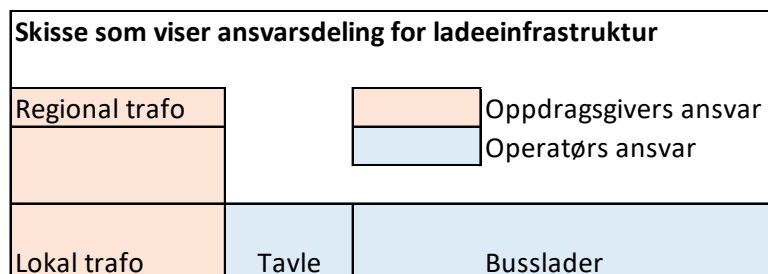 Skisse som viser ansvarsdeling for ladeeinfrastruktur
Regional trafo
Oppdragsgivers ansvar
Operatørs ansvar
Lokal trafo
Tavle
Busslader